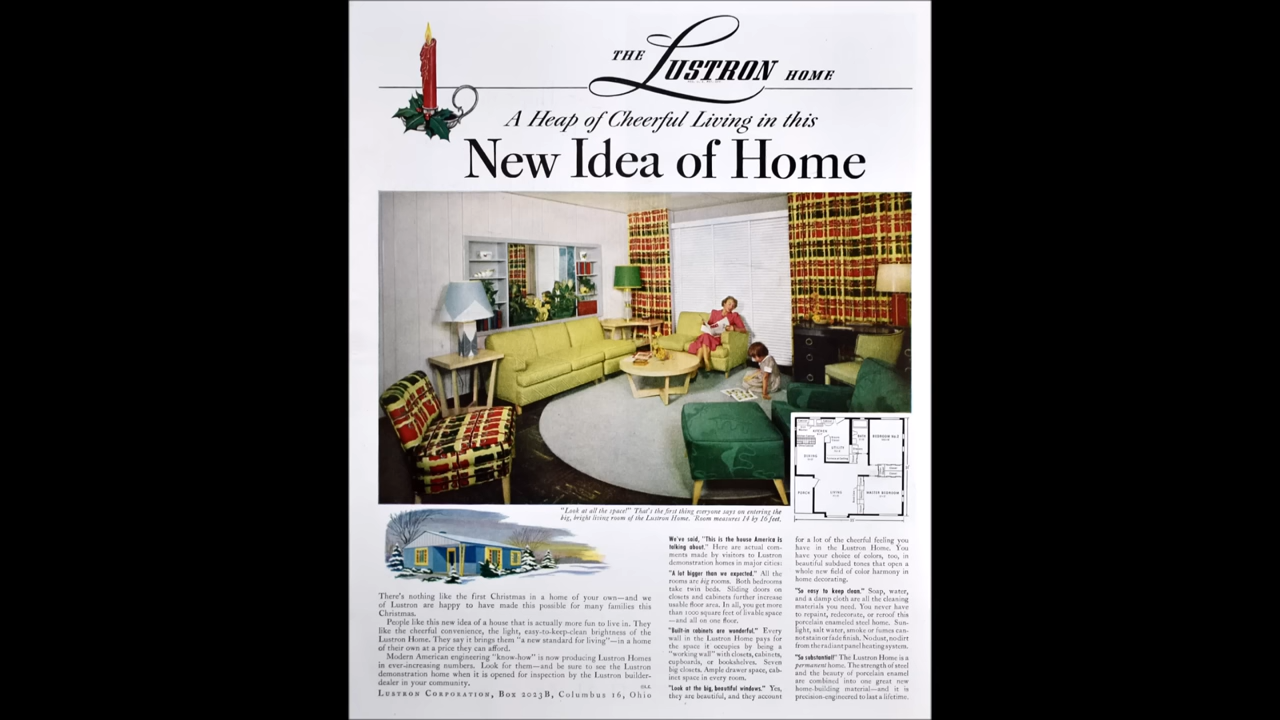 THE LUSTRON HOME
A Heap of Cheerful Living in this
New Idea of Home
"Look at all the space!" That's the first thing everyone says on entering the
big, bright living room of the Lustron Home. Room measures 14 by 16 feet.
KITCHEN
BATH
BEDROOM No.2
UTILITY
DINING
PORCH
LIVING
MASTER BEDROOM
There's nothing like the first Christmas in a home of your own—and we
of Lustron are happy to have made this possible for many families this
Christmas.
People like this new idea of a house that is actually more fun to live in. They
like the cheerful convenience, the light, easy-to-keep-clean brightness of the
Lustron Home. They say it brings them "a new standard for living"—in a home
of their own at a price they can afford.
Modern American engineering "know-how" is now producing Lustron Homes
in ever-increasing numbers. Look for them—and be sure to see the Lustron
demonstration home when it is opened for inspection by the Lustron builder-
dealer in your community.
LUSTRON CORPORATION, BOX 2023B, COLUMBUS 16, OHIO
We've said, "This is the house America is
talking about." Here are actual com-
ments made by visitors to Lustron
demonstration homes in major cities:
"A lot bigger than we expected." All the
rooms are big rooms. Both bedrooms
take twin beds. Sliding doors on
closets and cabinets further increase
usable floor area. In all, you get more
than 1000 square feet of livable space
—and all on one floor.
"Built-in cabinets are wonderful." Every
wall in the Lustron Home pays for
the space it occupies by being a
"working wall" with closets, cabinets,
cupboards, or bookshelves. Seven
big closets. Ample drawer space, cab-
inet space in every room.
"Look at the big, beautiful windows." Yes,
they are beautiful, and they account
for a lot of the cheerful feeling you
have in the Lustron Home. You
have your choice of colors, too, in
beautiful subdued tones that open a
whole new field of color harmony in
home decorating.
"So easy to keep clean." Soap, water,
and a damp cloth are all the cleaning
materials you need. You never have
to repaint, redecorate, or reroof this
porcelain enameled steel home. Sun-
light, salt water, smoke or fumes can-
not stain or fade finish. No dust, no dirt
from the radiant panel heating system.
"So substantial!" The Lustron Home is a
permanent home. The strength of steel
and the beauty of porcelain enamel
are combined into one great new
home-building material—and it is
precision-engineered to last a lifetime.